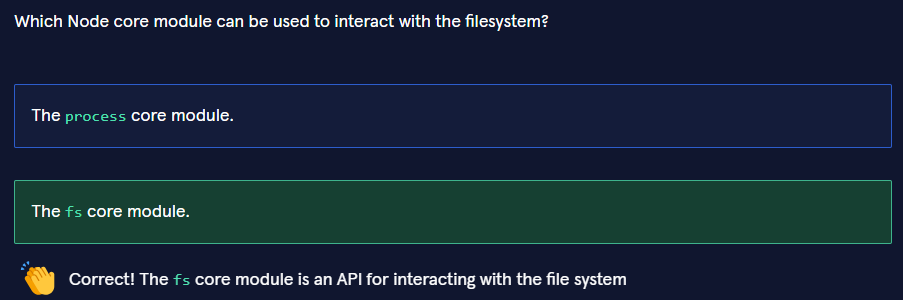 Which Node core module can be used to interact with the filesystem?
The process core module.
The fs core module.
Correct! The fs core module is an API for interacting with the file system